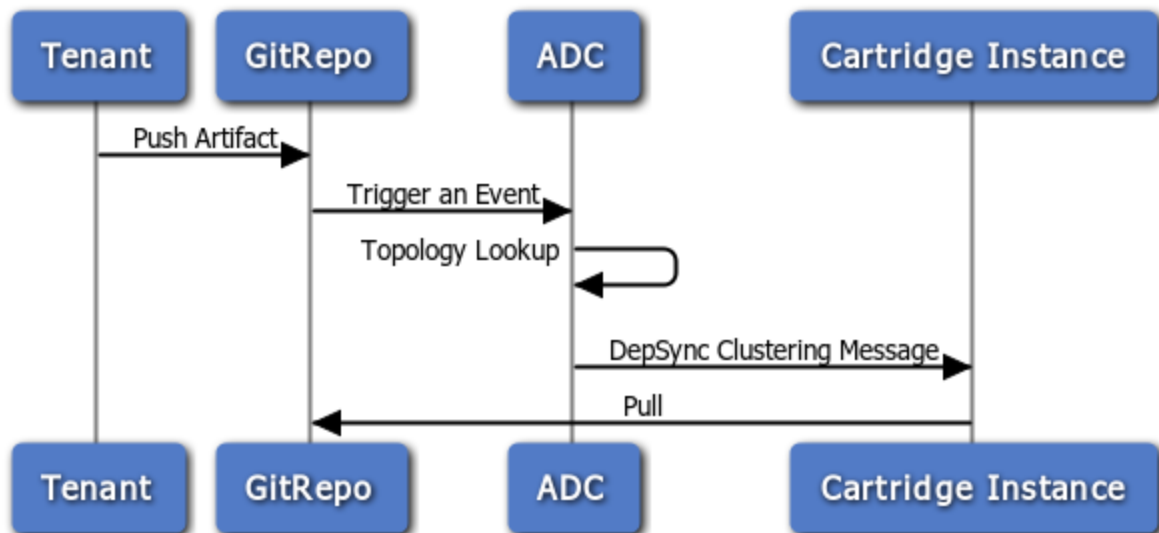 Tenant GitRepo ADC Cartridge Instance
Push Artifact
Trigger an Event
Topology Lookup
DepSync Clustering Message
Pull
Tenant GitRepo ADC Cartridge Instance